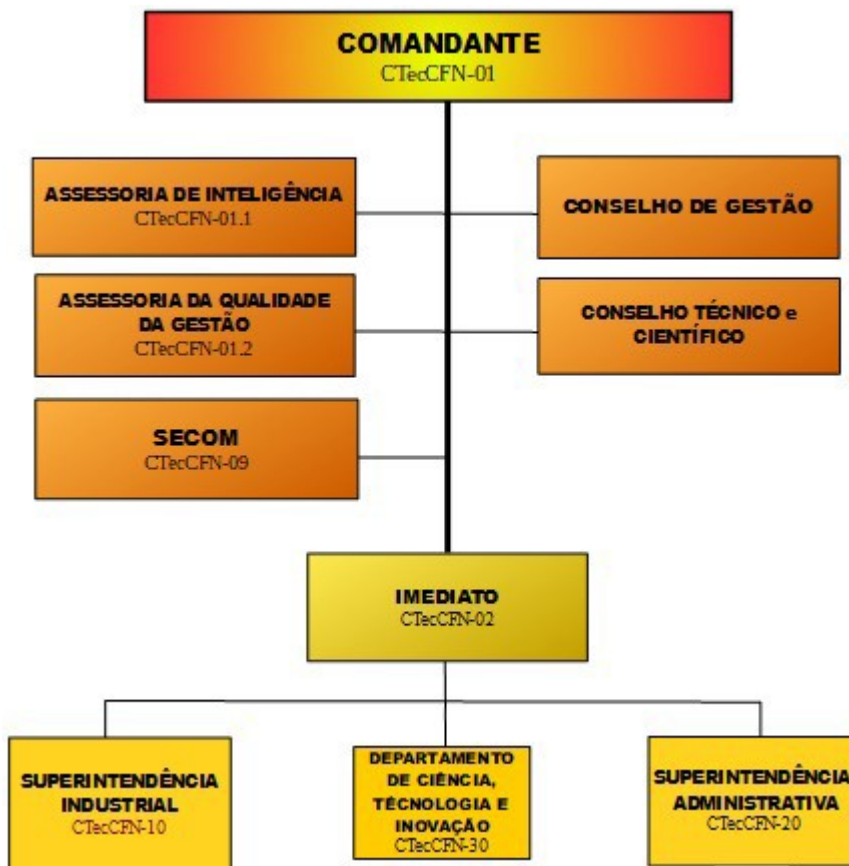 COMANDANTE
CTecCFN-01
ASSESSORIA DE INTELIGÊNCIA
CTecCFN-01.1
CONSELHO DE GESTÃO
ASSESSORIA DA QUALIDADE
DA GESTÃO
CTecCFN-01.2
CONSELHO TÉCNICO e
CIENTÍFICO
SECOM
CTecCFN-09
IMEDIATO
CTecCFN-02
SUPERINTENDÊNCIA
INDUSTRIAL
CTecCFN-10
DEPARTAMENTO
DE CIÊNCIA,
TÉCNOLOGIA E
INOVAÇÃO
CTecCFN-30
SUPERINTENDÊNCIA
ADMINISTRATIVA
CTecCFN-20